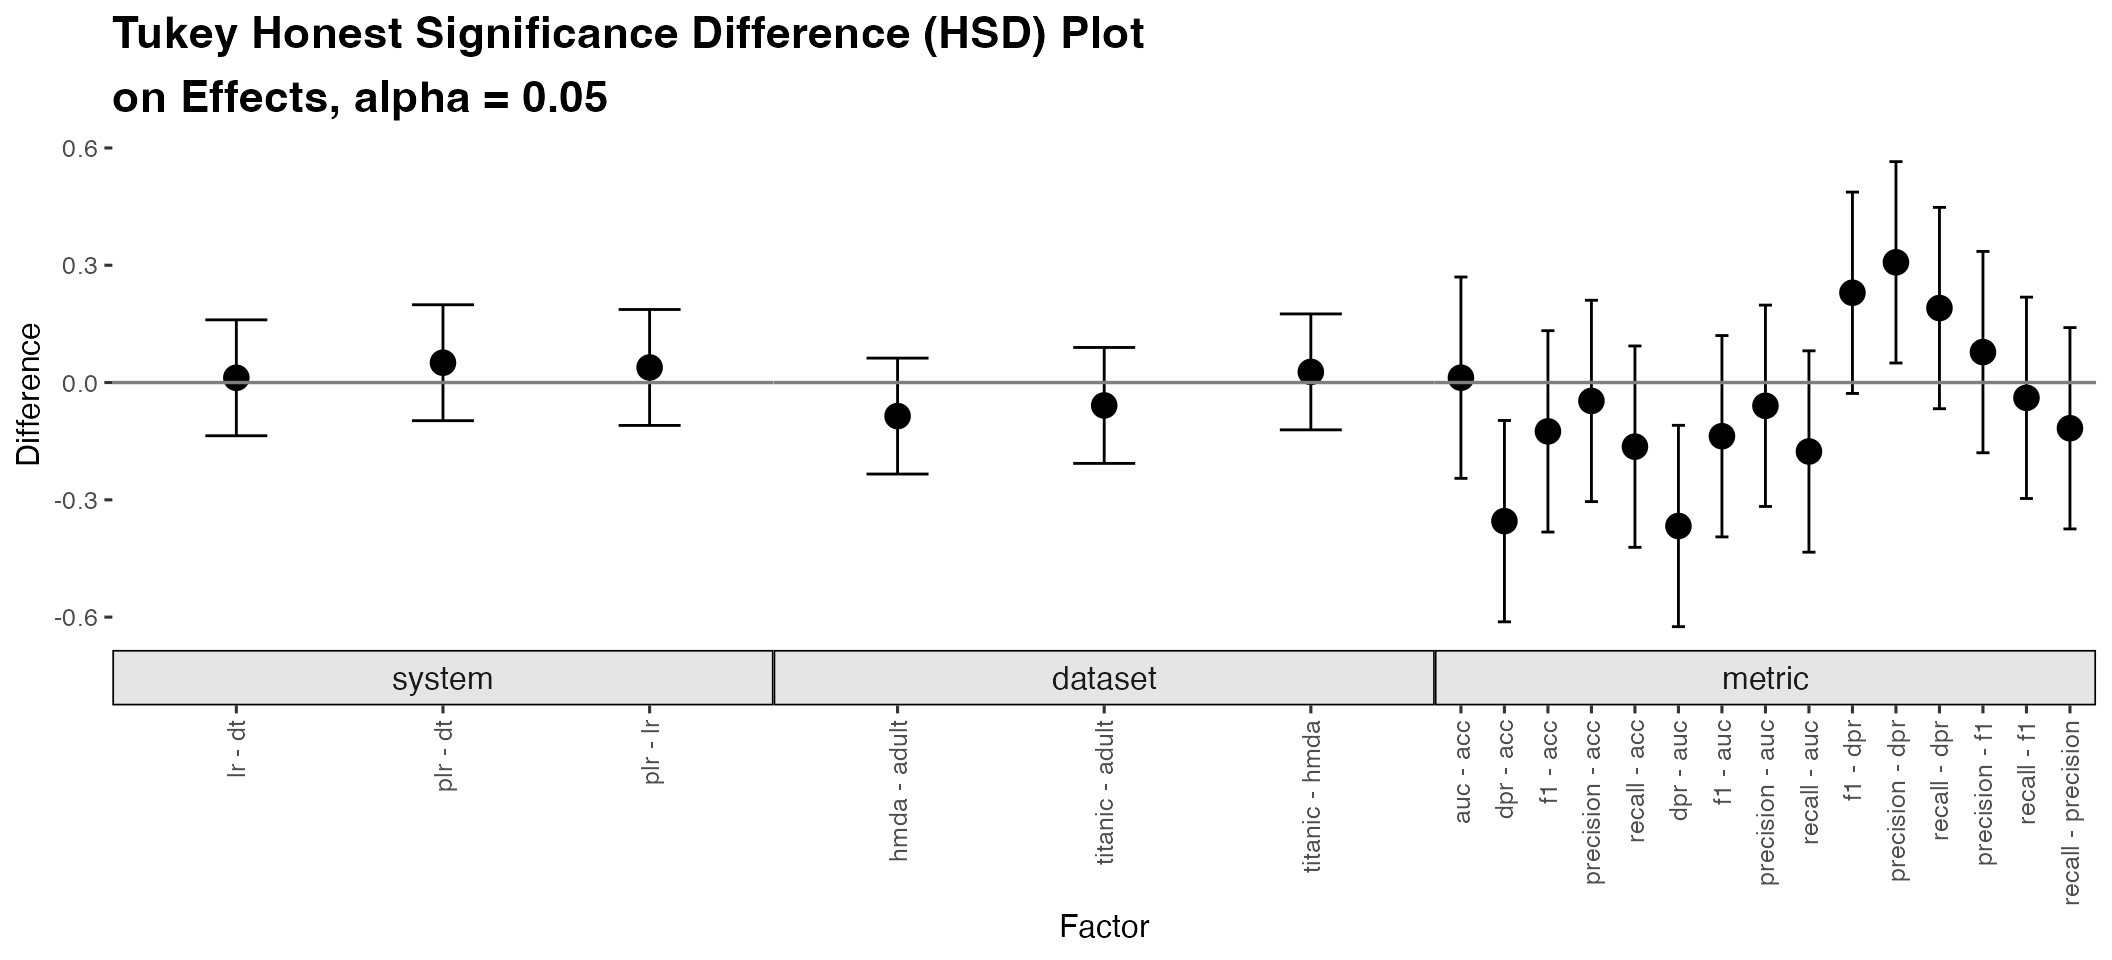 Tukey Honest Significance Difference (HSD) Plot
on Effects, alpha = 0.05
Difference
0.6
0.3
0.0
-0.3
-0.6
system
dataset
metric
lr - dt
plr - dt
plr - lr
hmda - adult
titanic - adult
titanic - hmda
auc - acc
dpr - acc
f1 - acc
precision - acc
recall - acc
dpr - auc
f1 - auc
precision - auc
recall - auc
f1 - dpr
precision - dpr
recall - dpr
precision - f1
recall - f1
recall - precision
Factor